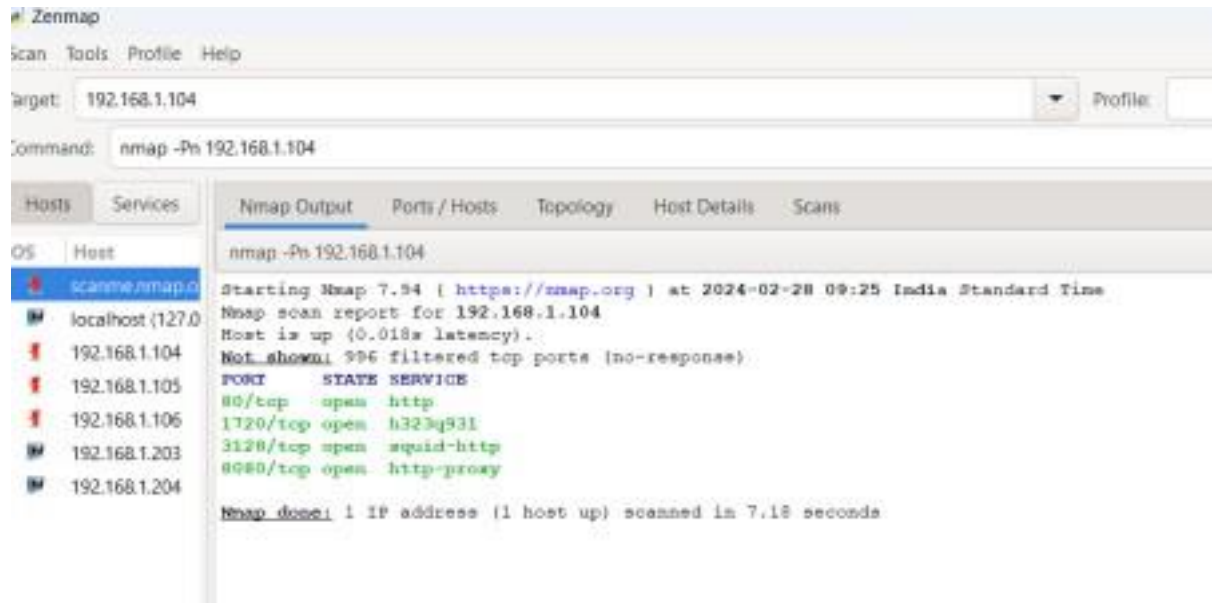 Zenmap
Scan Tools Profile Help
Target: 192.168.1.104 Profile:
Command: nmap -Pn 192.168.1.104
Hosts Services
OS Host
scanme.nmap.o
localhost (127.0
192.168.1.104
192.168.1.105
192.168.1.106
192.168.1.203
192.168.1.204
Nmap Output Ports / Hosts Topology Host Details Scans
nmap -Pn 192.168.1.104
Starting Nmap 7.94 ( https://nmap.org ) at 2024-02-28 09:25 India Standard Time
Nmap scan report for 192.168.1.104
Host is up (0.018s latency).
Not shown: 996 filtered tcp ports (no-response)
PORT STATE SERVICE
80/tcp open http
1720/tcp open h323q931
3128/tcp open squid-http
8080/tcp open http-proxy
Nmap done: 1 IP address (1 host up) scanned in 7.18 seconds